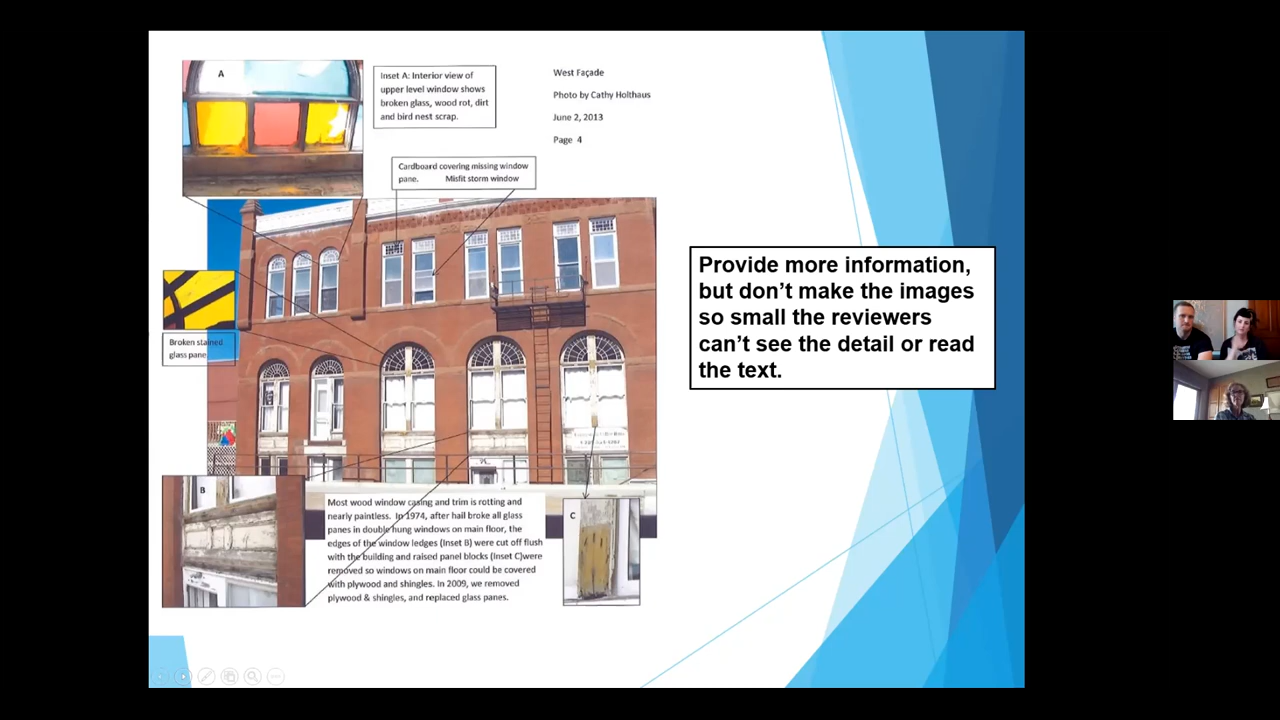 A
Inset A: Interior view of
upper level window shows
broken glass, wood rot, dirt
and bird nest scrap.
West Façade
Photo by Cathy Holthaus
June 2, 2013
Page 4
Cardboard covering missing window
pane. Misfit storm window
Broken stained
glass pane
Provide more information,
but don't make the images
so small the reviewers
can't see the detail or read
the text.
B
Most wood window casing and trim is rotting and
nearly paintless. In 1974, after hail broke all glass
panes in double hung windows on main floor, the
edges of the window ledges (Inset B) were cut off flush
with the building and raised panel blocks (Inset C)were
removed so windows on main floor could be covered
with plywood and shingles. In 2009, we removed
plywood & shingles, and replaced glass panes.
C